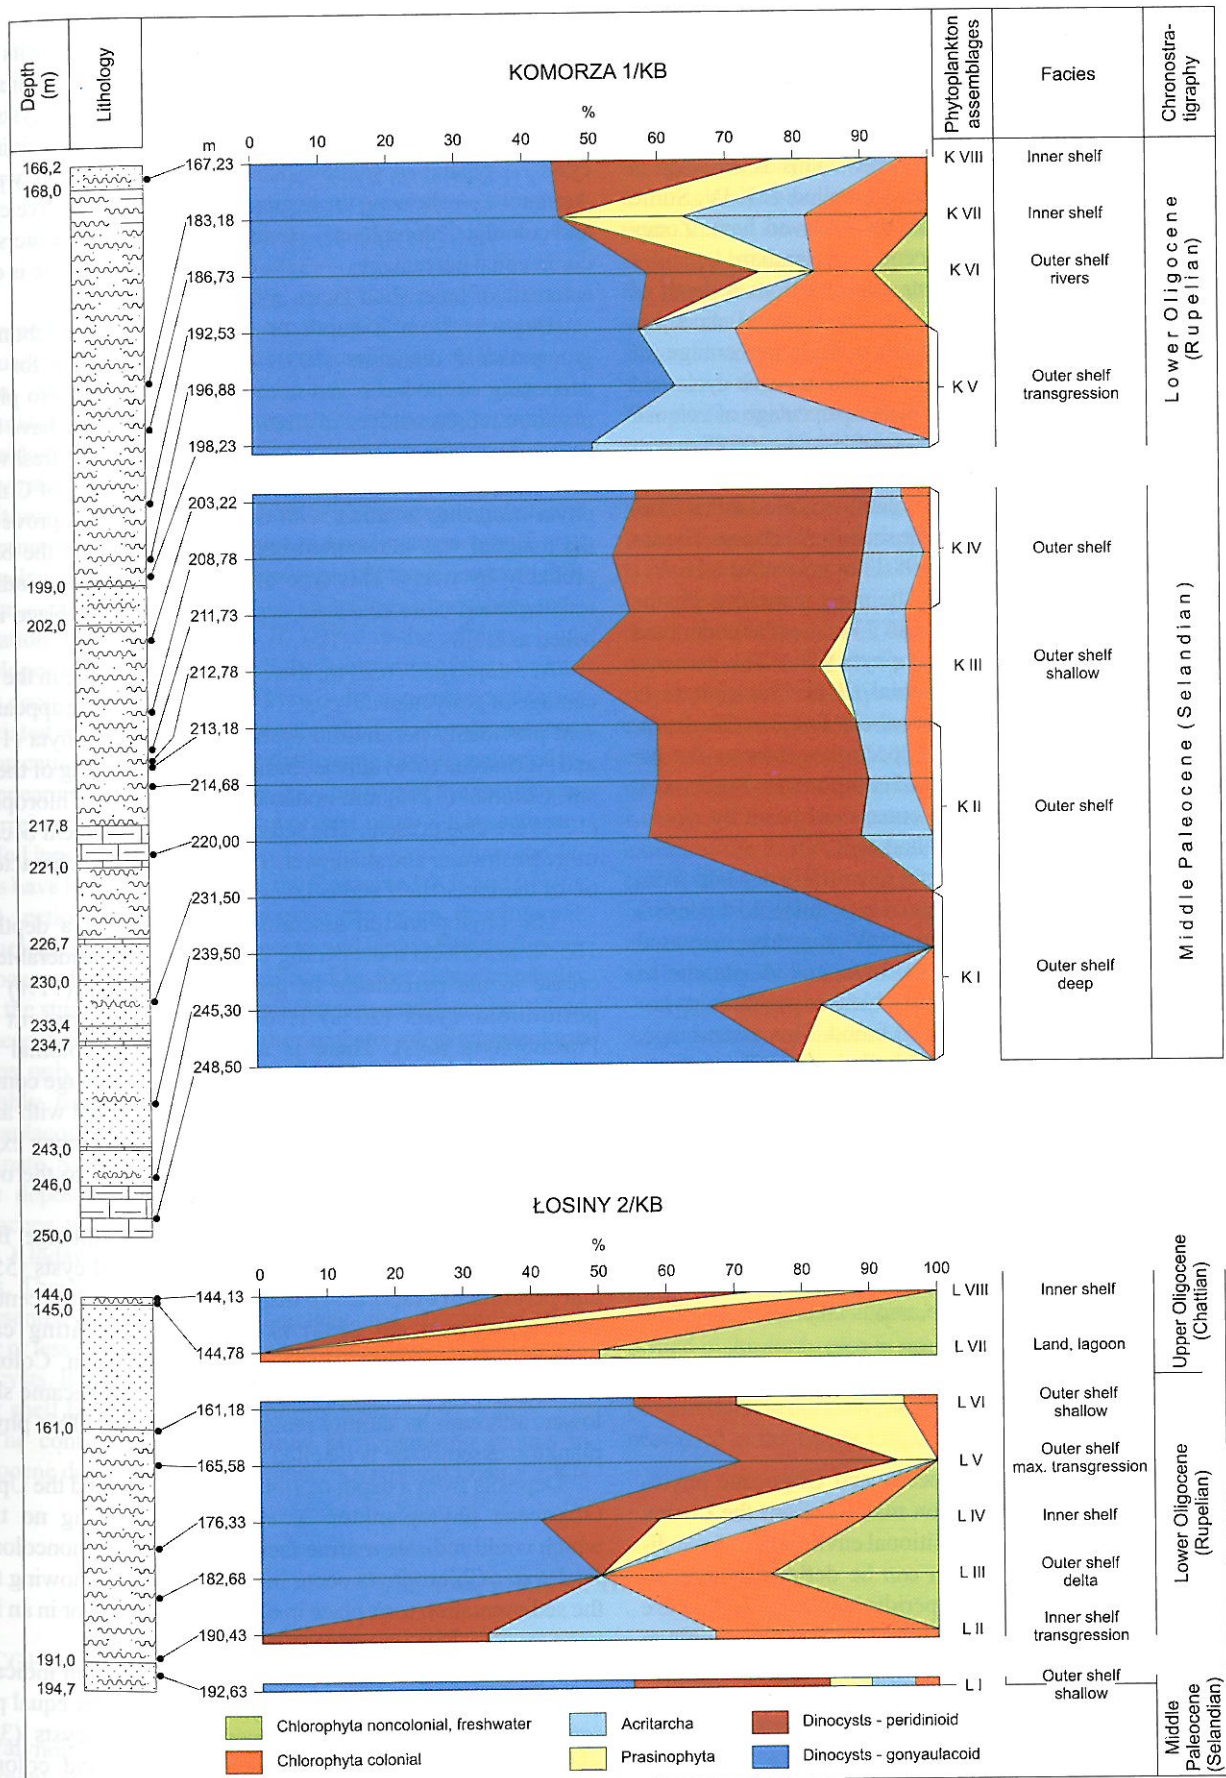 Depth
(m)
Lithology
KOMORZA 1/KB
Phytoplankton
assemblages
Facies
Chronostra-
tigraphy
%
m
0 10 20 30 40 50 60 70 80 90
166,2
168,0
199,0
202,0
217,8
221,0
226,7
230,0
233,4
234,7
243,0
246,0
250,0
167,23
183,18
186,73
192,53
196,88
198,23
203,22
208,78
211,73
212,78
213,18
214,68
220,00
231,50
239,50
245,30
248,50
K VIII Inner shelf
K VII Inner shelf
K VI Outer shelf
rivers
K V Outer shelf
transgression
K IV Outer shelf
K III Outer shelf
shallow
K II Outer shelf
K I Outer shelf
deep
Lower Oligocene
(Rupelian)
Middle Paleocene (Selandian)
ŁOSINY 2/KB
%
0 10 20 30 40 50 60 70 80 90 100
144,0
145,0
161,0
191,0
194,7
144,13
144,78
161,18
165,58
176,33
182,68
190,43
192,63
L VIII Inner shelf
L VII Land, lagoon
L VI Outer shelf
shallow
L V Outer shelf
max. transgression
L IV Inner shelf
L III Outer shelf
delta
L II Inner shelf
transgression
L I Outer shelf
shallow
Upper Oligocene
(Chattian)
Lower Oligocene
(Rupelian)
Middle
Paleocene
(Selandian)
Chlorophyta noncolonial, freshwater
Acritarcha
Dinocysts - peridinioid
Chlorophyta colonial
Prasinophyta
Dinocysts - gonyaulacoid